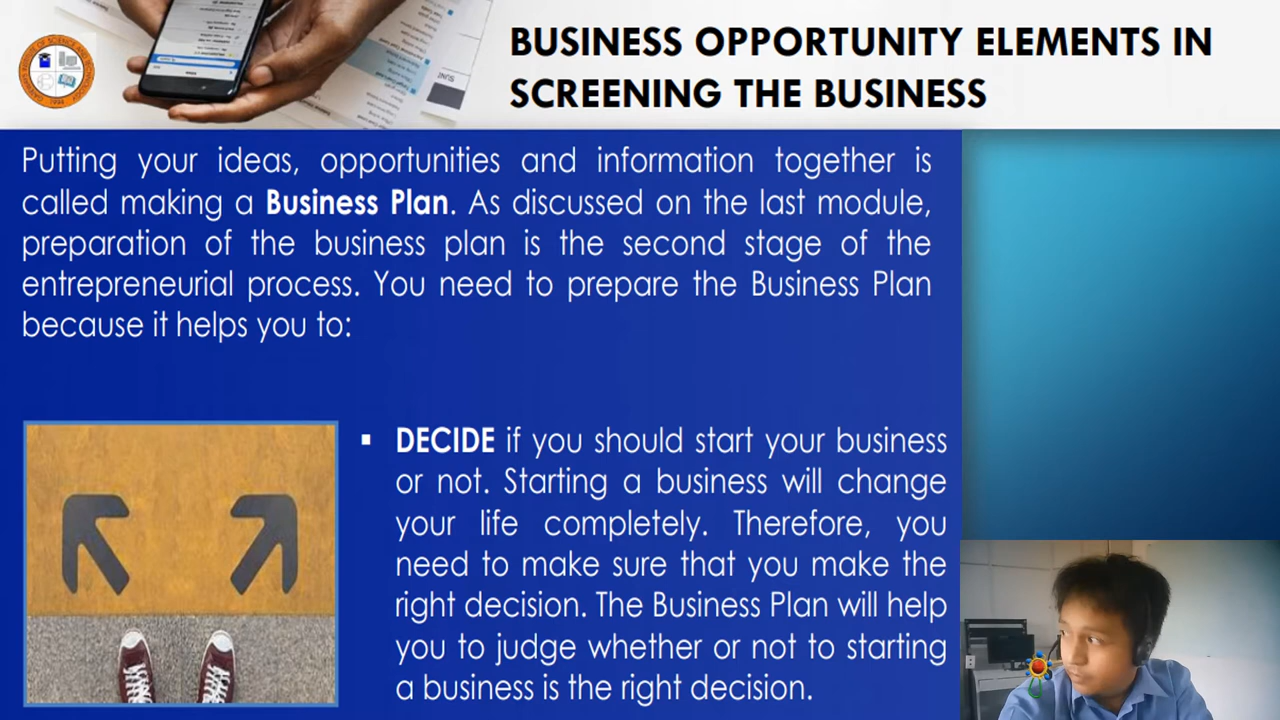 BUSINESS OPPORTUNITY ELEMENTS IN
SCREENING THE BUSINESS
Putting your ideas, opportunities and information together is
called making a Business Plan. As discussed on the last module,
preparation of the business plan is the second stage of the
entrepreneurial process. You need to prepare the Business Plan
because it helps you to:
▪ DECIDE if you should start your business
or not. Starting a business will change
your life completely. Therefore, you
need to make sure that you make the
right decision. The Business Plan will help
you to judge whether or not to starting
a business is the right decision.